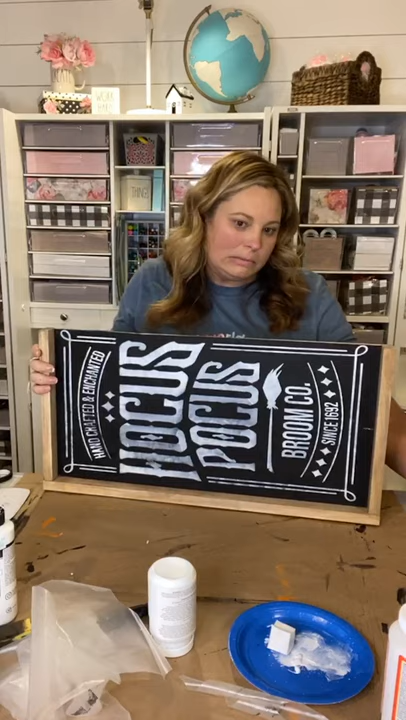 HAND CRAFTED & ENCHANTED
HOCUS
POCUS
BROOM CO.
SINCE 1692